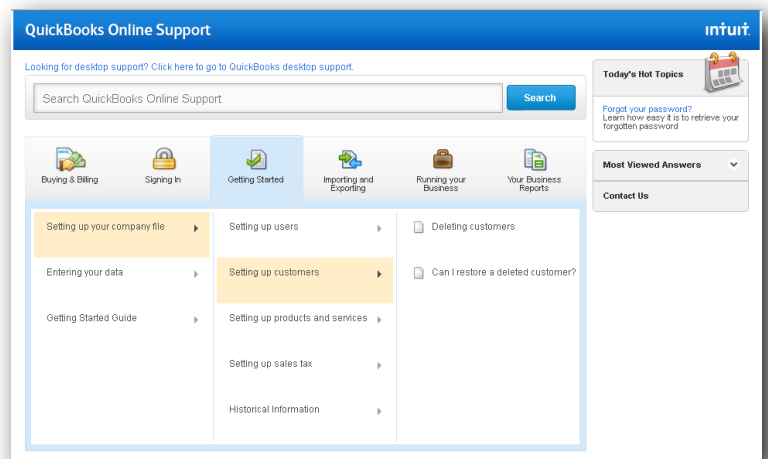 QuickBooks Online Support
intuit.
Looking for desktop support? Click here to go to QuickBooks desktop support.
Search QuickBooks Online Support
Search
Buying & Billing
Signing In
Getting Started
Importing and
Exporting
Running your
Business
Your Business
Reports
Setting up your company file
Entering your data
Getting Started Guide
Setting up users
Setting up customers
Setting up products and services
Setting up sales tax
Historical Information
Deleting customers
Can I restore a deleted customer?
Today's Hot Topics
Forgot your password?
Learn how easy it is to retrieve your
forgotten password
Most Viewed Answers
Contact Us